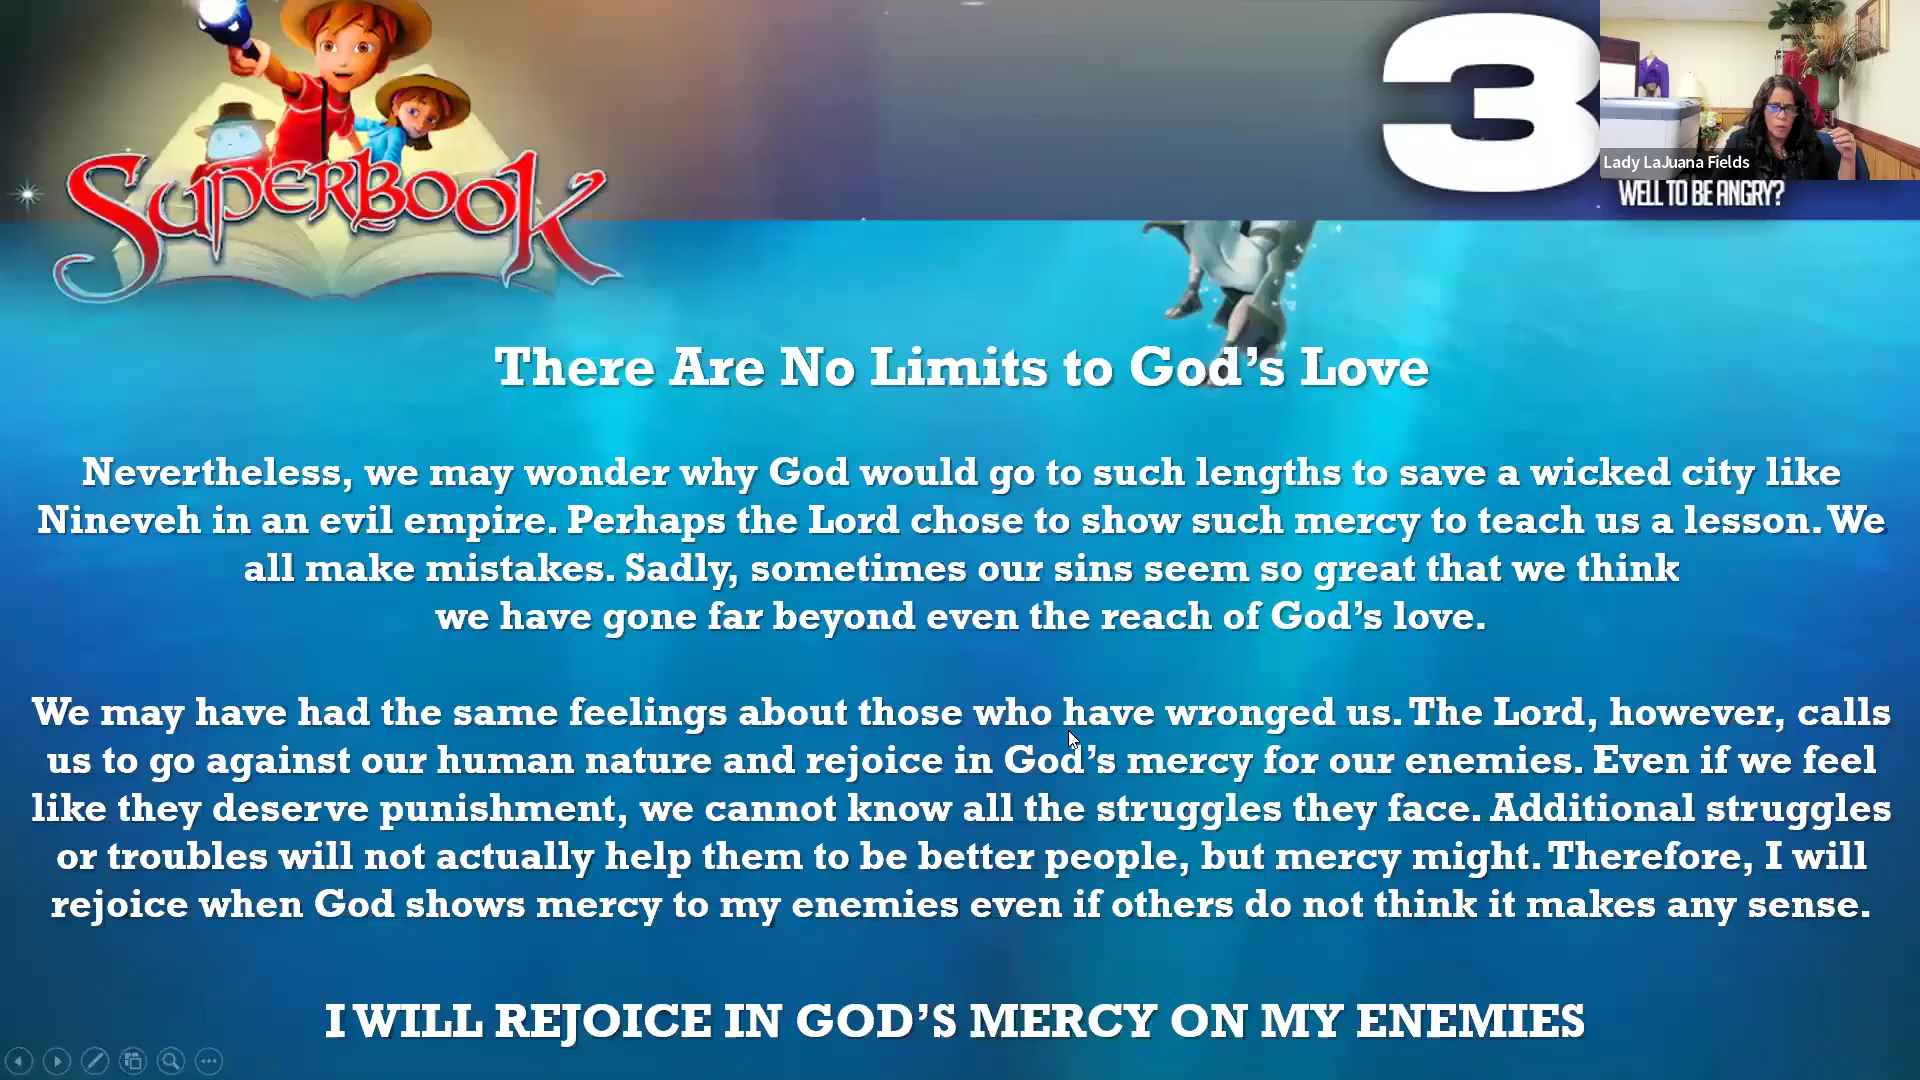 SUPERBOOK
3
Lady LaJuana Fields
WELL TO BE ANGRY?
There Are No Limits to God's Love
Nevertheless, we may wonder why God would go to such lengths to save a wicked city like
Nineveh in an evil empire. Perhaps the Lord chose to show such mercy to teach us a lesson. We
all make mistakes. Sadly, sometimes our sins seem so great that we think
we have gone far beyond even the reach of God's love.
We may have had the same feelings about those who have wronged us. The Lord, however, calls
us to go against our human nature and rejoice in God's mercy for our enemies. Even if we feel
like they deserve punishment, we cannot know all the struggles they face. Additional struggles
or troubles will not actually help them to be better people, but mercy might. Therefore, I will
rejoice when God shows mercy to my enemies even if others do not think it makes any sense.
I WILL REJOICE IN GOD'S MERCY ON MY ENEMIES